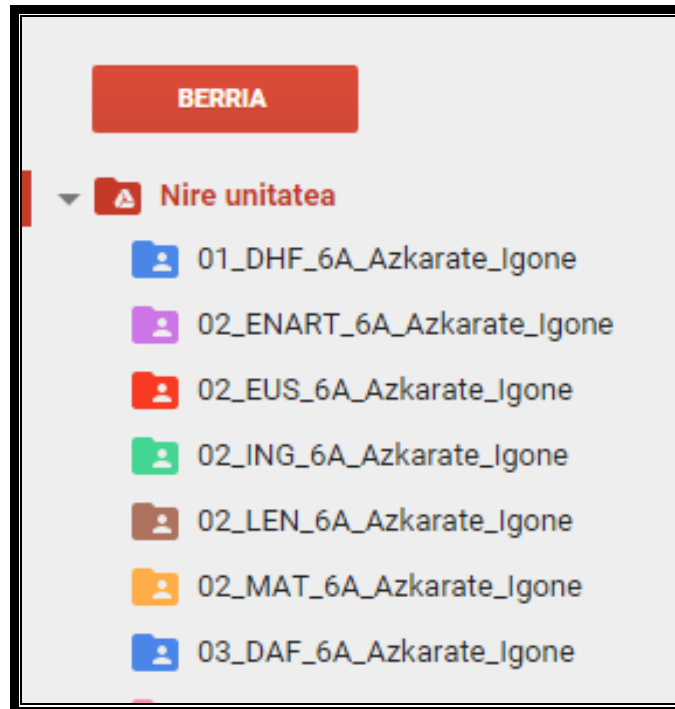 BERRIA
Nire unitatea
01_DHF_6A_Azkarate_Igone
02_ENART_6A_Azkarate_Igone
02_EUS_6A_Azkarate_Igone
02_ING_6A_Azkarate_Igone
02_LEN_6A_Azkarate_Igone
02_MAT_6A_Azkarate_Igone
03_DAF_6A_Azkarate_Igone